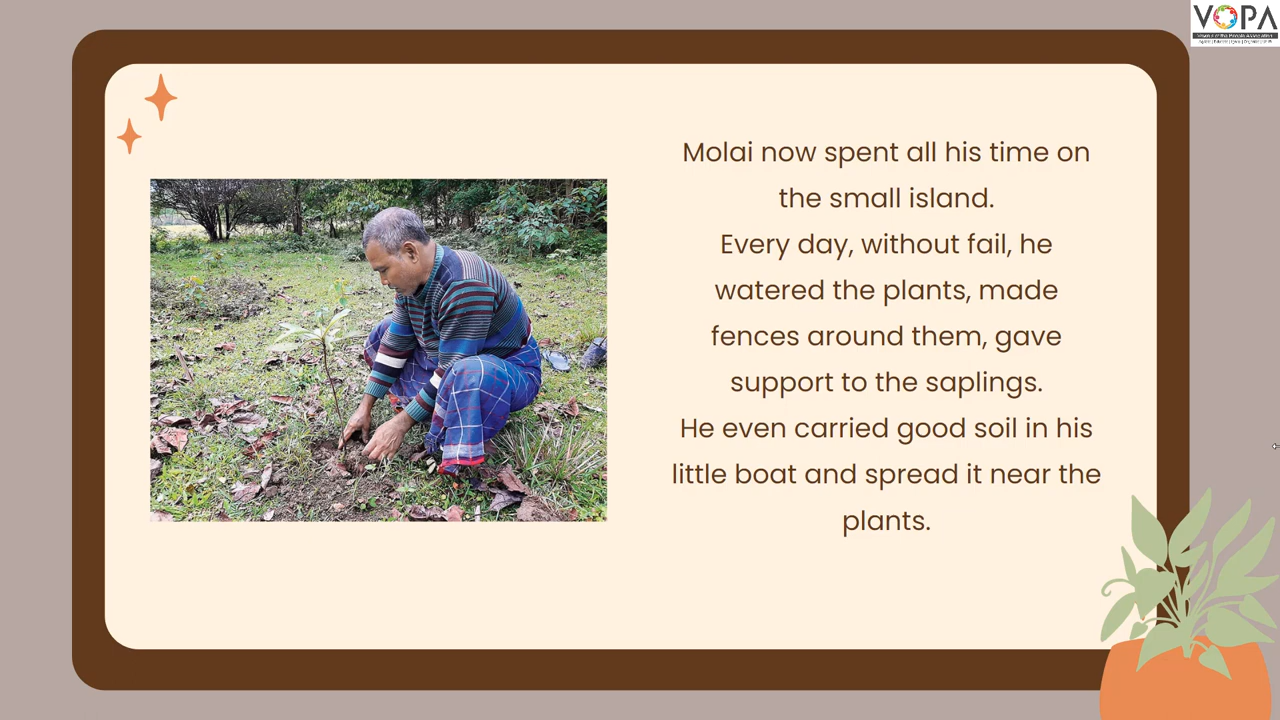 VOPA
Molai now spent all his time on
the small island.
Every day, without fail, he
watered the plants, made
fences around them, gave
support to the saplings.
He even carried good soil in his
little boat and spread it near the
plants.